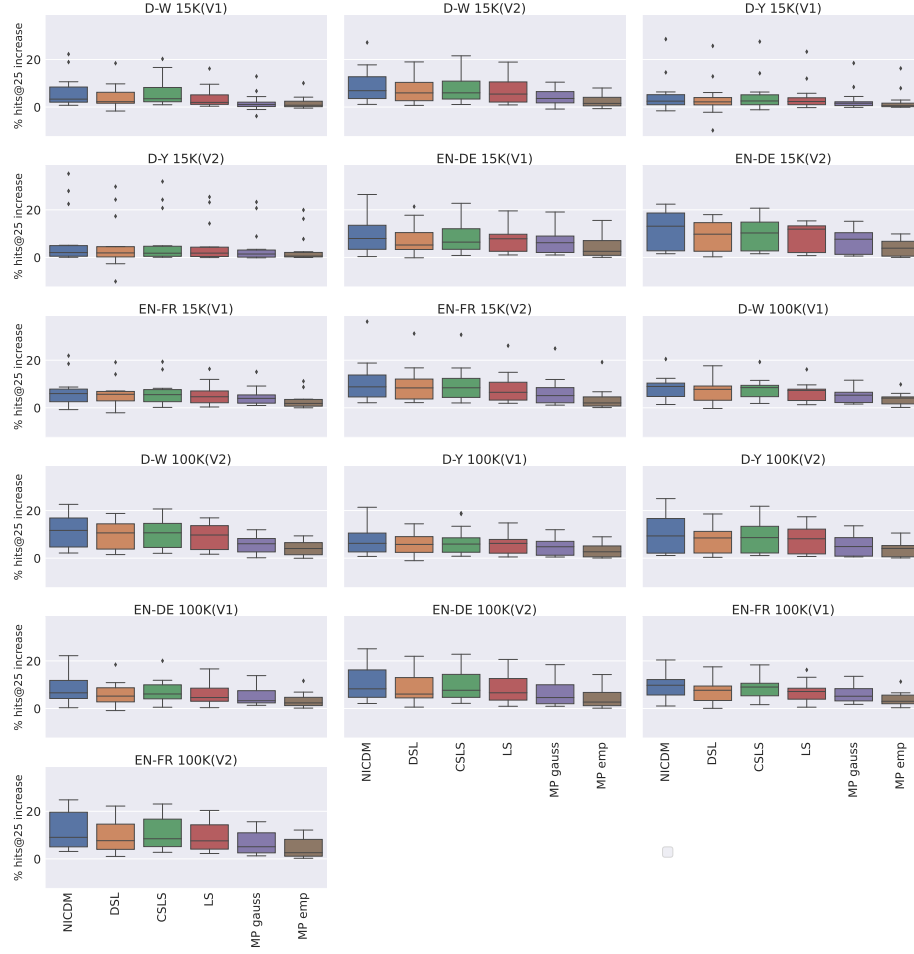 D-W 15K(V1)
D-W 15K(V2)
D-Y 15K(V1)
% hits@25 increase
20
0
D-Y 15K(V2)
EN-DE 15K(V1)
EN-DE 15K(V2)
% hits@25 increase
20
0
EN-FR 15K(V1)
EN-FR 15K(V2)
D-W 100K(V1)
% hits@25 increase
20
0
D-W 100K(V2)
D-Y 100K(V1)
D-Y 100K(V2)
% hits@25 increase
20
0
EN-DE 100K(V1)
EN-DE 100K(V2)
EN-FR 100K(V1)
% hits@25 increase
20
0
NICDM
DSL
CSLS
LS
MP gauss
MP emp
NICDM
DSL
CSLS
LS
MP gauss
MP emp
EN-FR 100K(V2)
% hits@25 increase
20
0
NICDM
DSL
CSLS
LS
MP gauss
MP emp